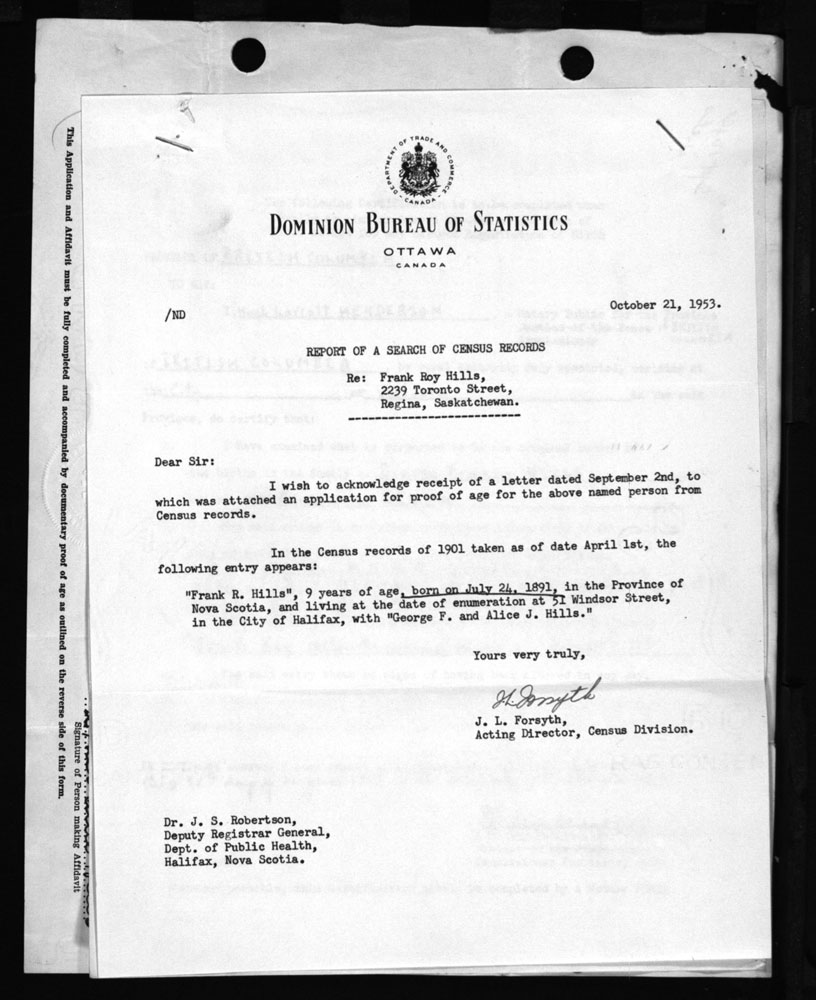 DEPARTMENT OF TRADE AND COMMERCE
CANADA
DOMINION BUREAU OF STATISTICS
OTTAWA
CANADA
October 21, 1953.
/ND
REPORT OF A SEARCH OF CENSUS RECORDS
Re: Frank Roy Hills,
2239 Toronto Street,
Regina, Saskatchewan.
Dear Sir:
I wish to acknowledge receipt of a letter dated September 2nd, to
which was attached an application for proof of age for the above named person from
Census records.
In the Census records of 1901 taken as of date April 1st, the
following entry appears:
"Frank R. Hills", 9 years of age, born on July 24, 1891, in the Province of
Nova Scotia, and living at the date of enumeration at 51 Windsor Street,
in the City of Halifax, with "George F. and Alice J. Hills."
Yours very truly,
J. L. Forsyth,
Acting Director, Census Division.
Dr. J. S. Robertson,
Deputy Registrar General,
Dept. of Public Health,
Halifax, Nova Scotia.
This Application and Affidavit must be fully completed and accompanied by documentary proof of age as outlined on the reverse side of this form.
Signature of Person making Affidavit